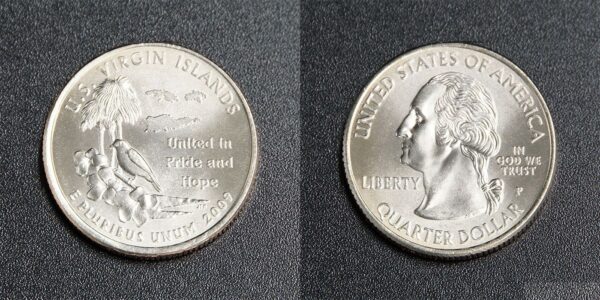 U.S. VIRGIN ISLANDS
United in
Pride and
Hope
E PLURIBUS UNUM 2009
UNITED STATES OF AMERICA
IN
GOD WE
TRUST
LIBERTY
P
QUARTER DOLLAR